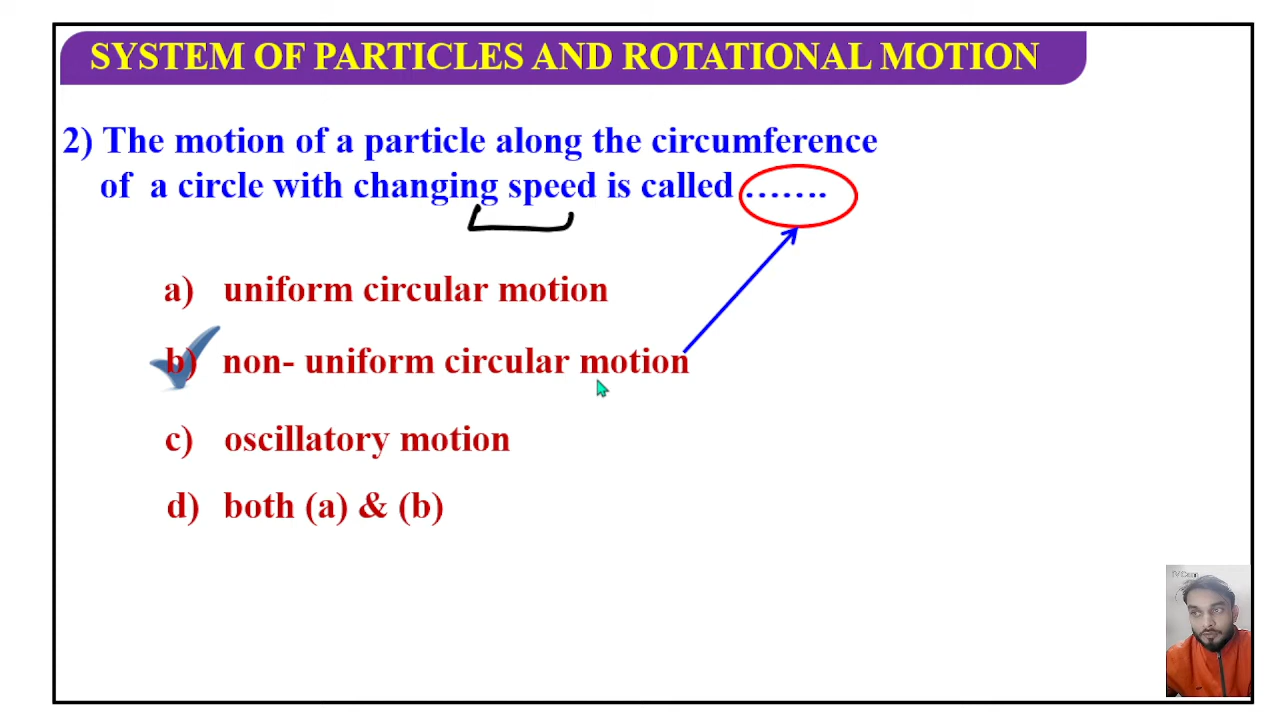 SYSTEM OF PARTICLES AND ROTATIONAL MOTION
2) The motion of a particle along the circumference
of a circle with changing speed is called …….
a) uniform circular motion
b) non- uniform circular motion
c) oscillatory motion
d) both (a) & (b)